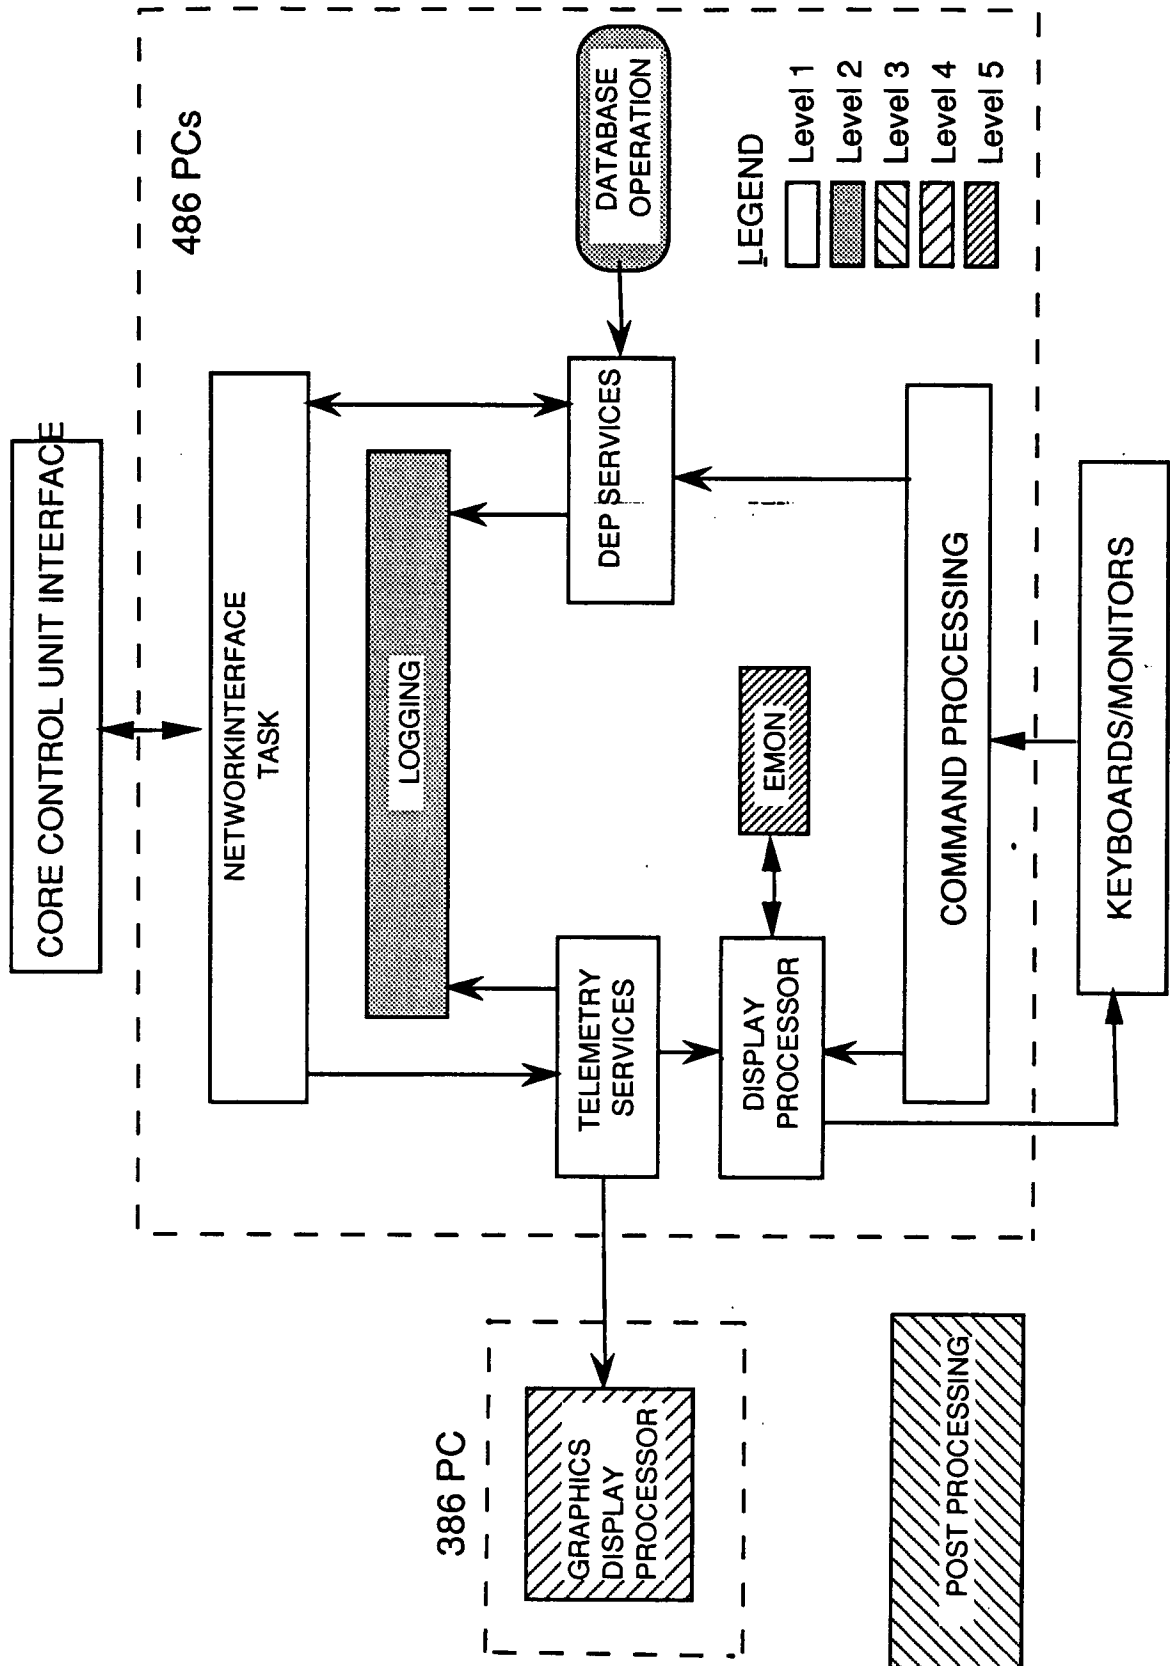 CORE CONTROL UNIT INTERFACE
486 PCs
NETWORKINTERFACE
TASK
LOGGING
386 PC
GRAPHICS
DISPLAY
PROCESSOR
TELEMETRY
SERVICES
DEP SERVICES
DATABASE
OPERATION
DISPLAY
PROCESSOR
EMON
LEGEND
Level 1
Level 2
Level 3
Level 4
Level 5
POST PROCESSING
COMMAND PROCESSING
KEYBOARDS/MONITORS